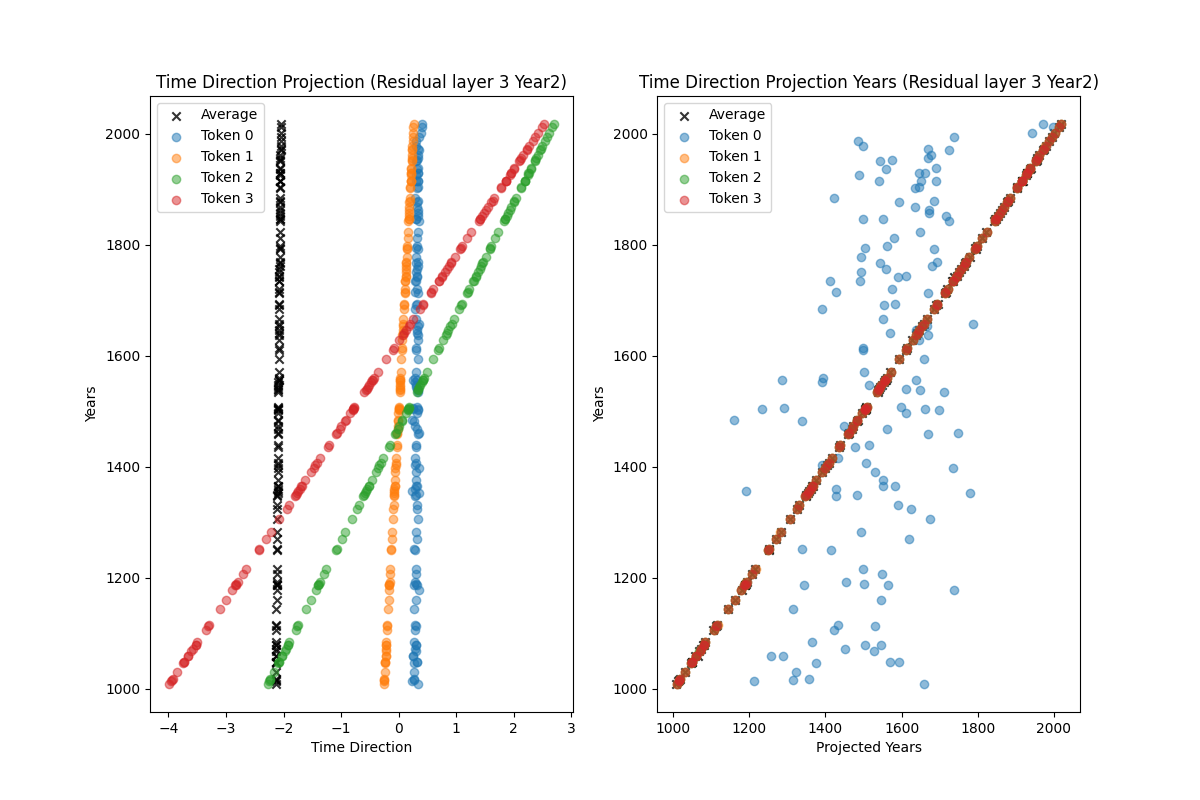 Time Direction Projection (Residual layer 3 Year2)
Average
Token 0
Token 1
Token 2
Token 3
2000
1800
1600
1400
1200
1000
Years
−4 −3 −2 −1 0 1 2 3
Time Direction
Time Direction Projection Years (Residual layer 3 Year2)
Average
Token 0
Token 1
Token 2
Token 3
2000
1800
1600
1400
1200
1000
Years
1000 1200 1400 1600 1800 2000
Projected Years